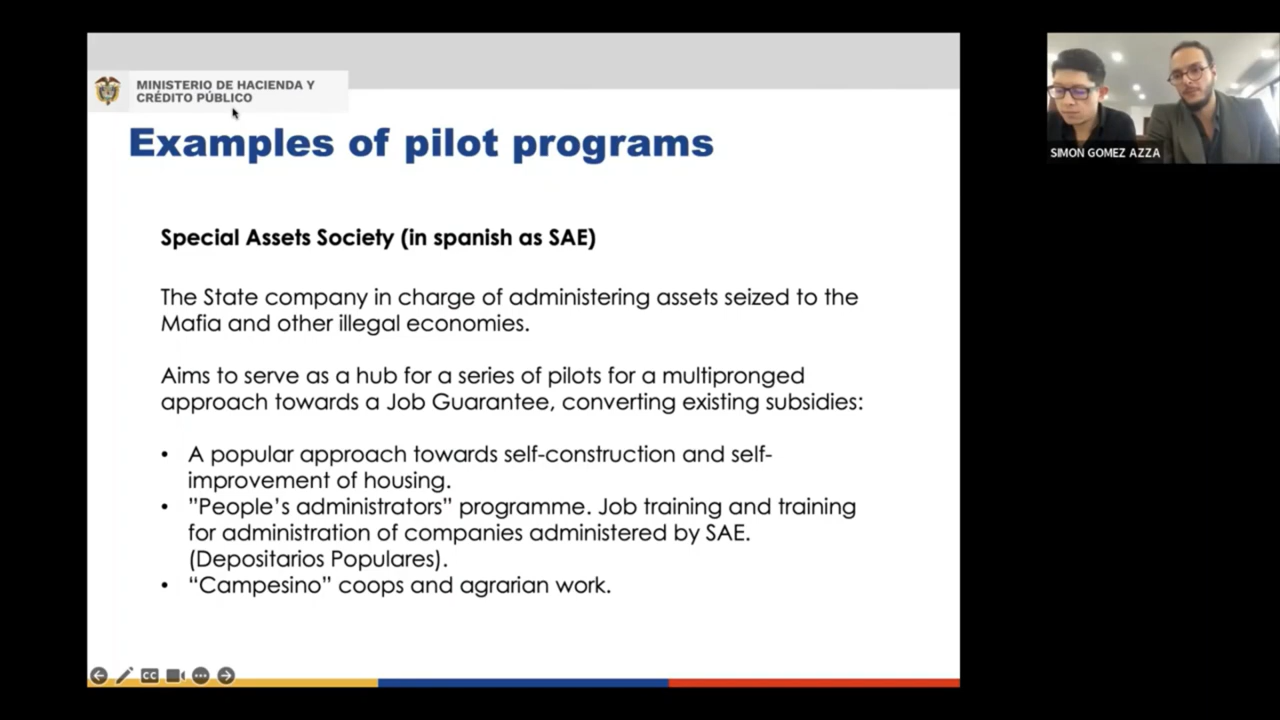 MINISTERIO DE HACIENDA Y
CRÉDITO PÚBLICO
Examples of pilot programs
Special Assets Society (in spanish as SAE)
The State company in charge of administering assets seized to the
Mafia and other illegal economies.
Aims to serve as a hub for a series of pilots for a multipronged
approach towards a Job Guarantee, converting existing subsidies:
• A popular approach towards self-construction and self-
improvement of housing.
• ”People’s administrators” programme. Job training and training
for administration of companies administered by SAE.
(Depositarios Populares).
• “Campesino” coops and agrarian work.
CC
SIMON GOMEZ AZZA